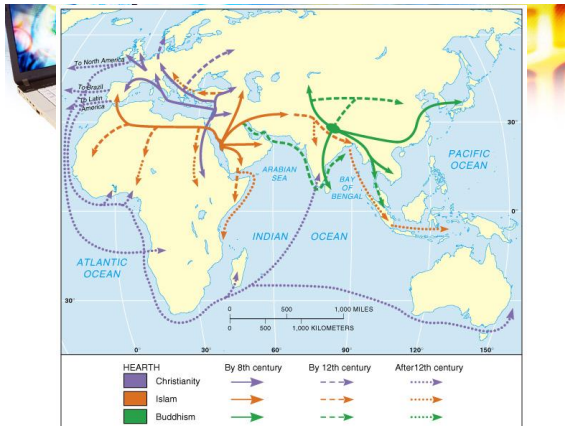 To North America
To Brazil
To Latin
America
30°
ARABIAN
SEA
BAY
OF
BENGAL
PACIFIC
OCEAN
0°
0°
INDIAN
OCEAN
ATLANTIC
OCEAN
30°
0
500
1,000 MILES
0
500
1,000 KILOMETERS
0°
30°
60°
90°
120°
150°
HEARTH
By 8th century
By 12th century
After12th century
Christianity
Islam
Buddhism